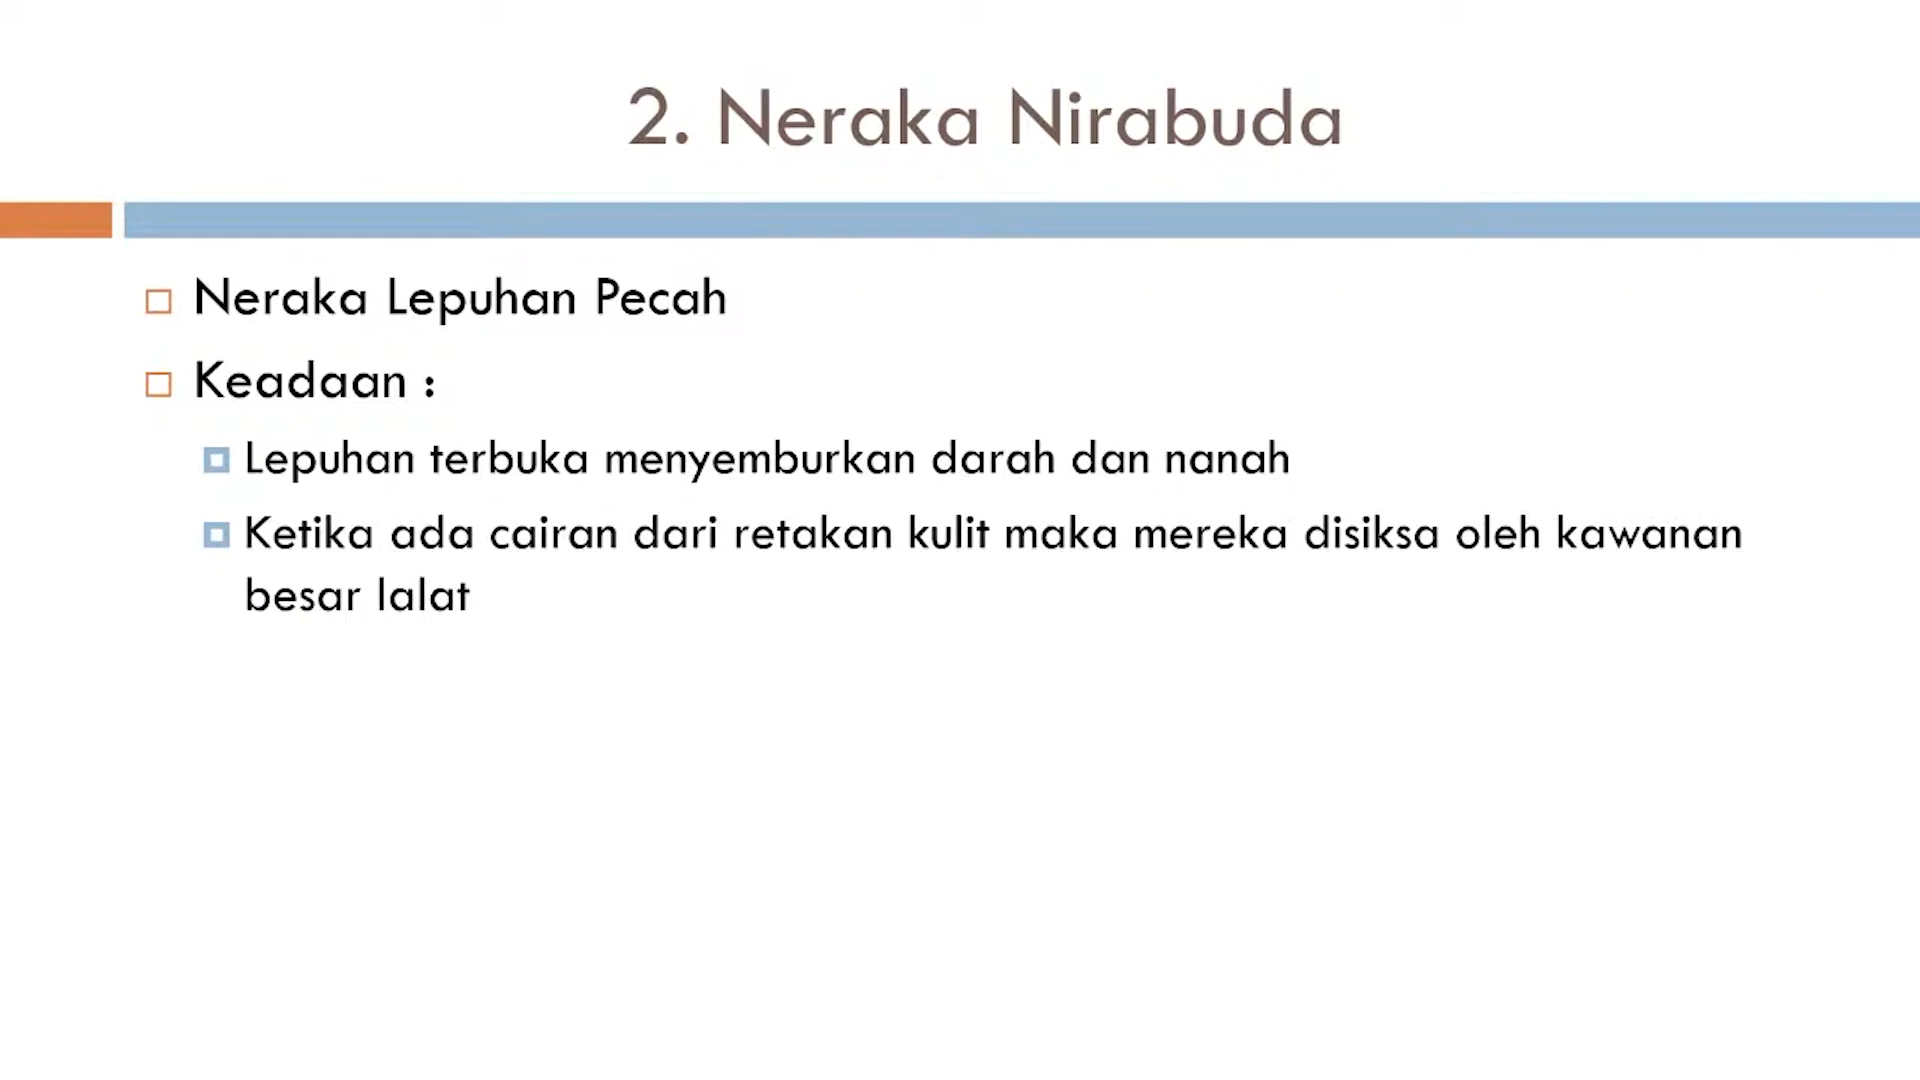 2. Neraka Nirabuda
Neraka Lepuhan Pecah
Keadaan :
Lepuhan terbuka menyemburkan darah dan nanah
Ketika ada cairan dari retakan kulit maka mereka disiksa oleh kawanan
besar lalat